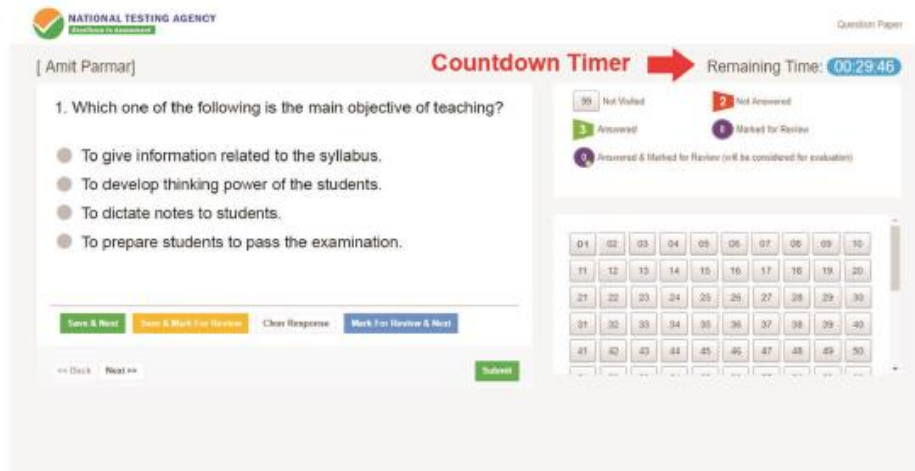 NATIONAL TESTING AGENCY
Excellence in Assessment
Question Paper
[ Amit Parmar]
Countdown Timer
Remaining Time: 00:29:46
1. Which one of the following is the main objective of teaching?
To give information related to the syllabus.
To develop thinking power of the students.
To dictate notes to students.
To prepare students to pass the examination.
Save & Next Save & Mark For Review Clear Response Mark For Review & Next
<< Back Next >> Submit
99 Not Visited 2 Not Answered
3 Answered Marked for Review
0 Answered & Marked for Review (will be considered for evaluation)
01 02 03 04 05 06 07 08 09 10
11 12 13 14 15 16 17 18 19 20
21 22 23 24 25 26 27 28 29 30
31 32 33 34 35 36 37 38 39 40
41 42 43 44 45 46 47 48 49 50